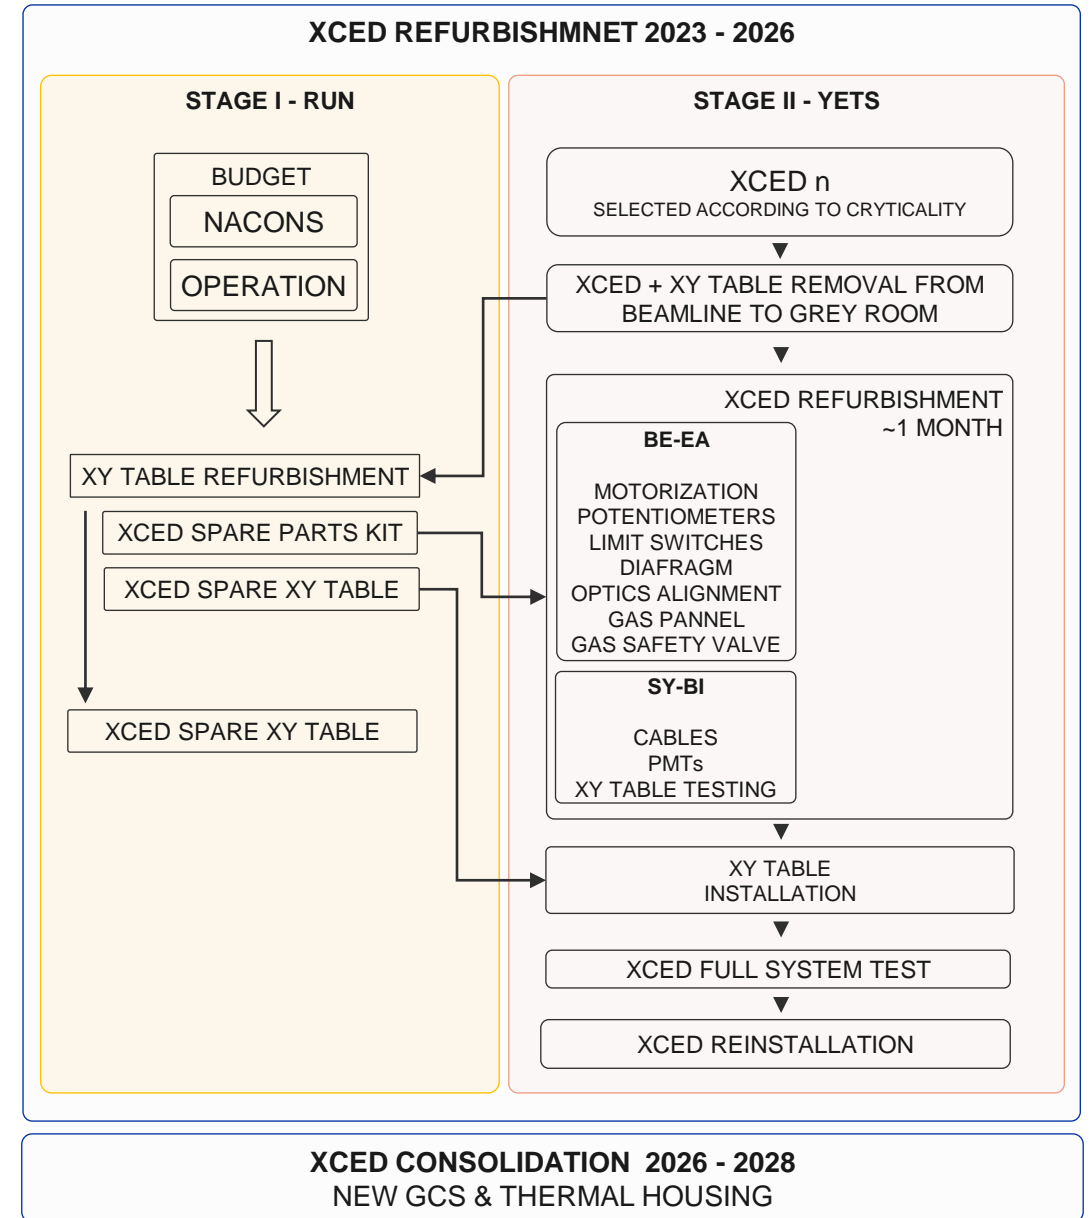 XCED REFURBISHMNET 2023 - 2026
STAGE I - RUN
BUDGET
NACONS
OPERATION
XY TABLE REFURBISHMENT
XCED SPARE PARTS KIT
XCED SPARE XY TABLE
XCED SPARE XY TABLE
STAGE II - YETS
XCED n
SELECTED ACCORDING TO CRYTICALITY
XCED + XY TABLE REMOVAL FROM
BEAMLINE TO GREY ROOM
XCED REFURBISHMENT
~1 MONTH
BE-EA
MOTORIZATION
POTENTIOMETERS
LIMIT SWITCHES
DIAFRAGM
OPTICS ALIGNMENT
GAS PANNEL
GAS SAFETY VALVE
SY-BI
CABLES
PMTs
XY TABLE TESTING
XY TABLE
INSTALLATION
XCED FULL SYSTEM TEST
XCED REINSTALLATION
XCED CONSOLIDATION  2026 - 2028
NEW GCS & THERMAL HOUSING